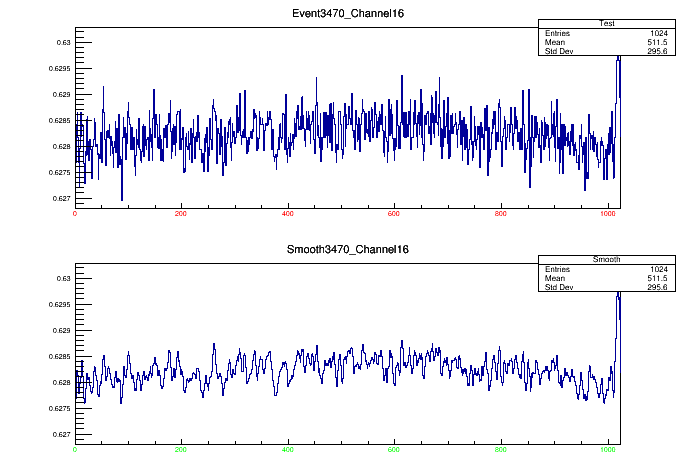 Event3470_Channel16
Test
Entries 1024
Mean 511.5
Std Dev 295.6
0.63
0.6295
0.629
0.6285
0.628
0.6275
0.627
0 200 400 600 800 1000
Smooth3470_Channel16
Smooth
Entries 1024
Mean 511.5
Std Dev 295.6
0.63
0.6295
0.629
0.6285
0.628
0.6275
0.627
0 200 400 600 800 1000